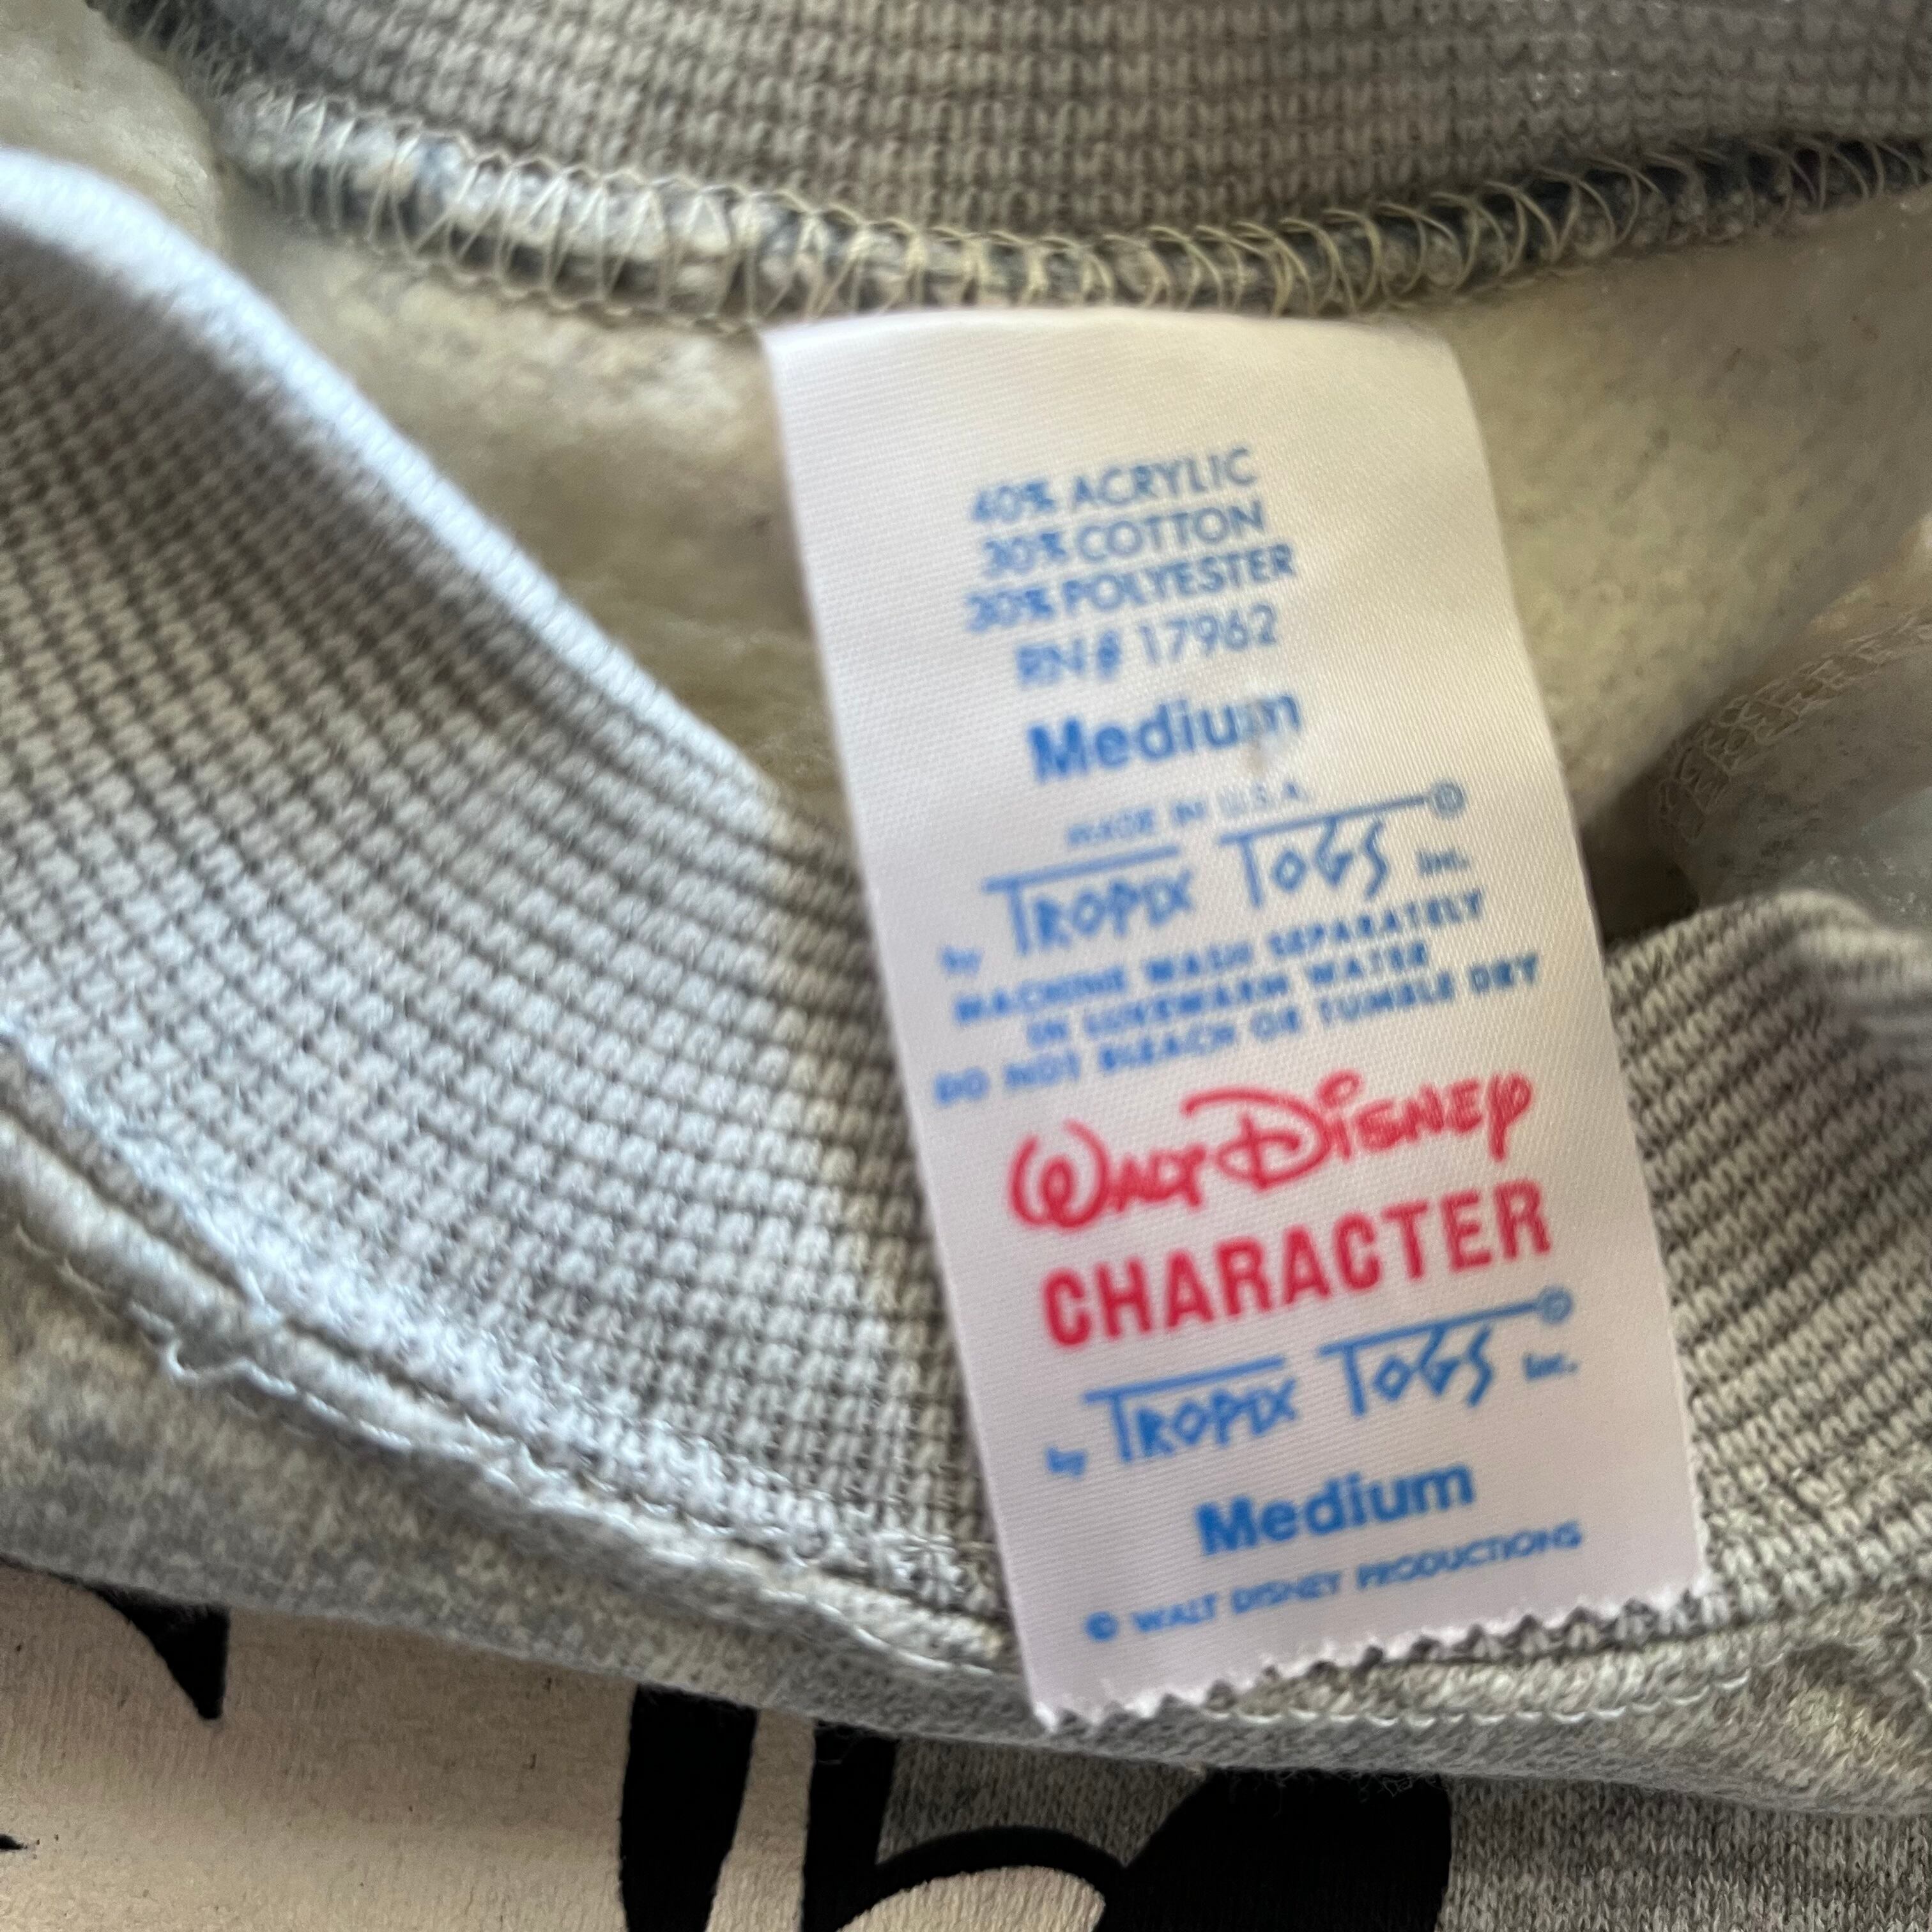 40% ACRYLIC
30% COTTON
30% POLYESTER
RN# 17962
Medium
MADE IN U.S.A.
by TROPIX TOGS Inc.
MACHINE WASH SEPARATELY
IN LUKEWARM WATER
DO NOT BLEACH OR TUMBLE DRY
WALT DISNEY
CHARACTER
by TROPIX TOGS Inc.
Medium
© WALT DISNEY PRODUCTIONS